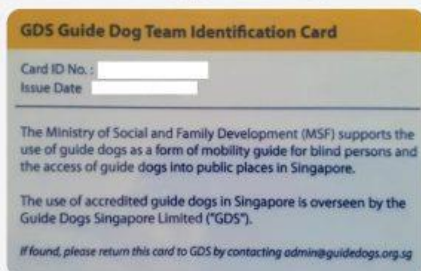 GDS Guide Dog Team Identification Card
Card ID No. :
Issue Date
The Ministry of Social and Family Development (MSF) supports the
use of guide dogs as a form of mobility guide for blind persons and
the access of guide dogs into public places in Singapore.
The use of accredited guide dogs in Singapore is overseen by the
Guide Dogs Singapore Limited ("GDS").
If found, please return this card to GDS by contacting admin@guidedogs.org.sg